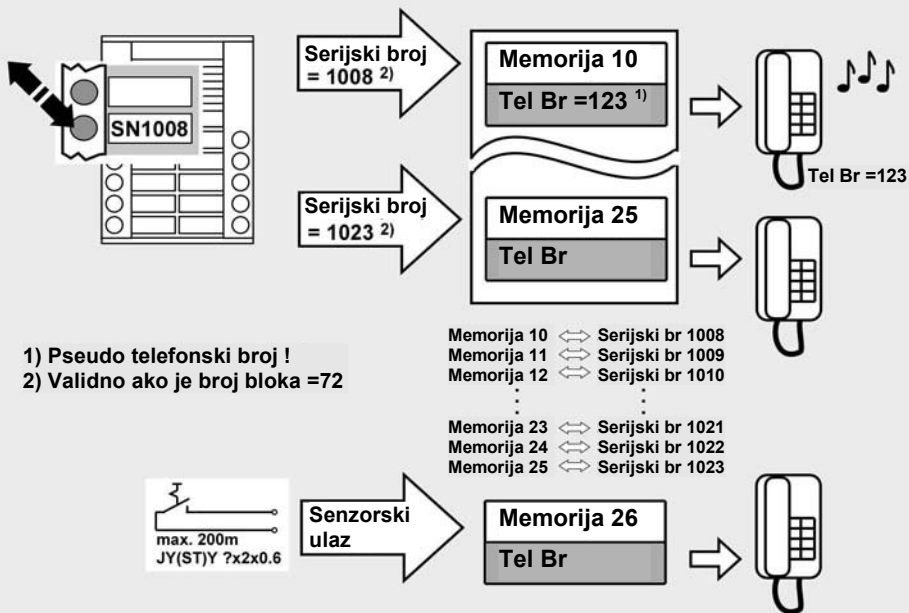 Serijski broj
= 1008 2)
Memorija 10
Tel Br =123 1)
SN1008
Tel Br =123
Serijski broj
= 1023 2)
Memorija 25
Tel Br
1) Pseudo telefonski broj !
2) Validno ako je broj bloka =72
Memorija 10 Serijski br 1008
Memorija 11 Serijski br 1009
Memorija 12 Serijski br 1010
Memorija 23 Serijski br 1021
Memorija 24 Serijski br 1022
Memorija 25 Serijski br 1023
max. 200m
JY(ST)Y ?x2x0.6
Senzorski
ulaz
Memorija 26
Tel Br